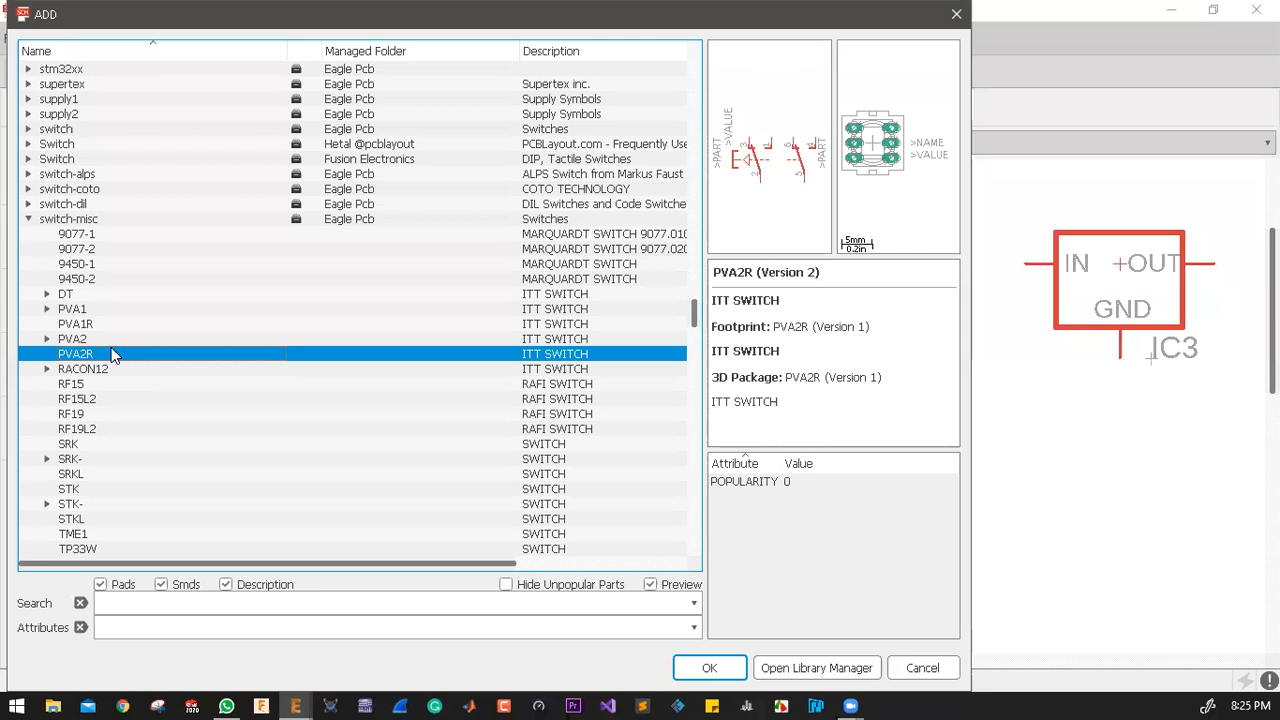 ADD
Name Managed Folder Description
stm32xx Eagle Pcb
supertex Eagle Pcb Supertex inc.
supply1 Eagle Pcb Supply Symbols
supply2 Eagle Pcb Supply Symbols
switch Eagle Pcb Switches
Switch Hetal @pcblayout PCBLayout.com - Frequently Use
Switch Fusion Electronics DIP, Tactile Switches
switch-alps Eagle Pcb ALPS Switch from Markus Faust
switch-coto Eagle Pcb COTO TECHNOLOGY
switch-dil Eagle Pcb DIL Switches and Code Switches
switch-misc Eagle Pcb Switches
9077-1 MARQUARDT SWITCH 9077.010
9077-2 MARQUARDT SWITCH 9077.020
9450-1 MARQUARDT SWITCH
9450-2 MARQUARDT SWITCH
DT ITT SWITCH
PVA1 ITT SWITCH
PVA1R ITT SWITCH
PVA2 ITT SWITCH
PVA2R ITT SWITCH
RACON12 ITT SWITCH
RF15 RAFI SWITCH
RF15L2 RAFI SWITCH
RF19 RAFI SWITCH
RF19L2 RAFI SWITCH
SRK SWITCH
SRK- SWITCH
SRKL SWITCH
STK SWITCH
STK- SWITCH
STKL SWITCH
TME1 SWITCH
TP33W SWITCH
Pads Smds Description Hide Unpopular Parts Preview
Search
Attributes
>PART
>VALUE
>PART
>NAME
>VALUE
5mm
0.2in
PVA2R (Version 2)
ITT SWITCH
Footprint: PVA2R (Version 1)
ITT SWITCH
3D Package: PVA2R (Version 1)
ITT SWITCH
Attribute Value
POPULARITY 0
OK Open Library Manager Cancel
IN +OUT
GND
IC3
8:25 PM